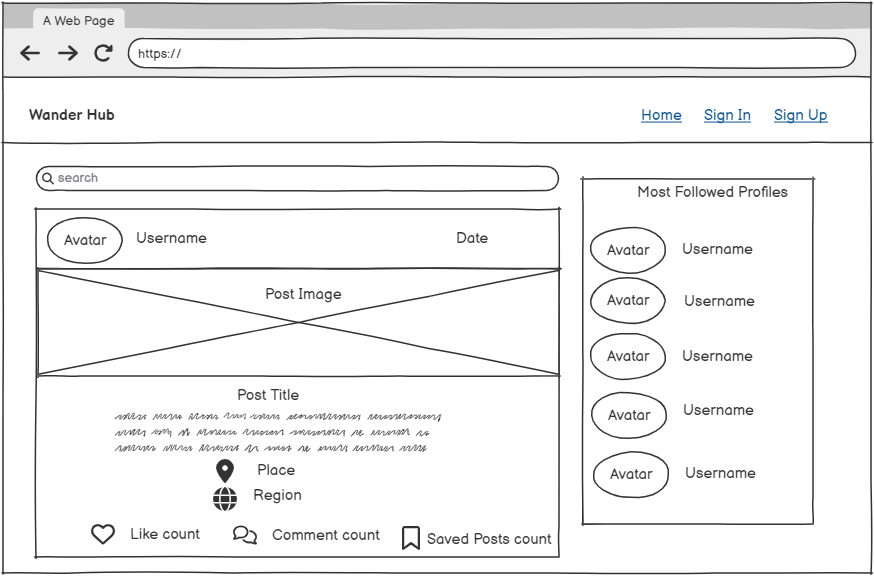 A Web Page
https://
Wander Hub
Home Sign In Sign Up
search
Avatar Username Date
Post Image
Post Title
Place
Region
Like count Comment count Saved Posts count
Most Followed Profiles
Avatar Username
Avatar Username
Avatar Username
Avatar Username
Avatar Username